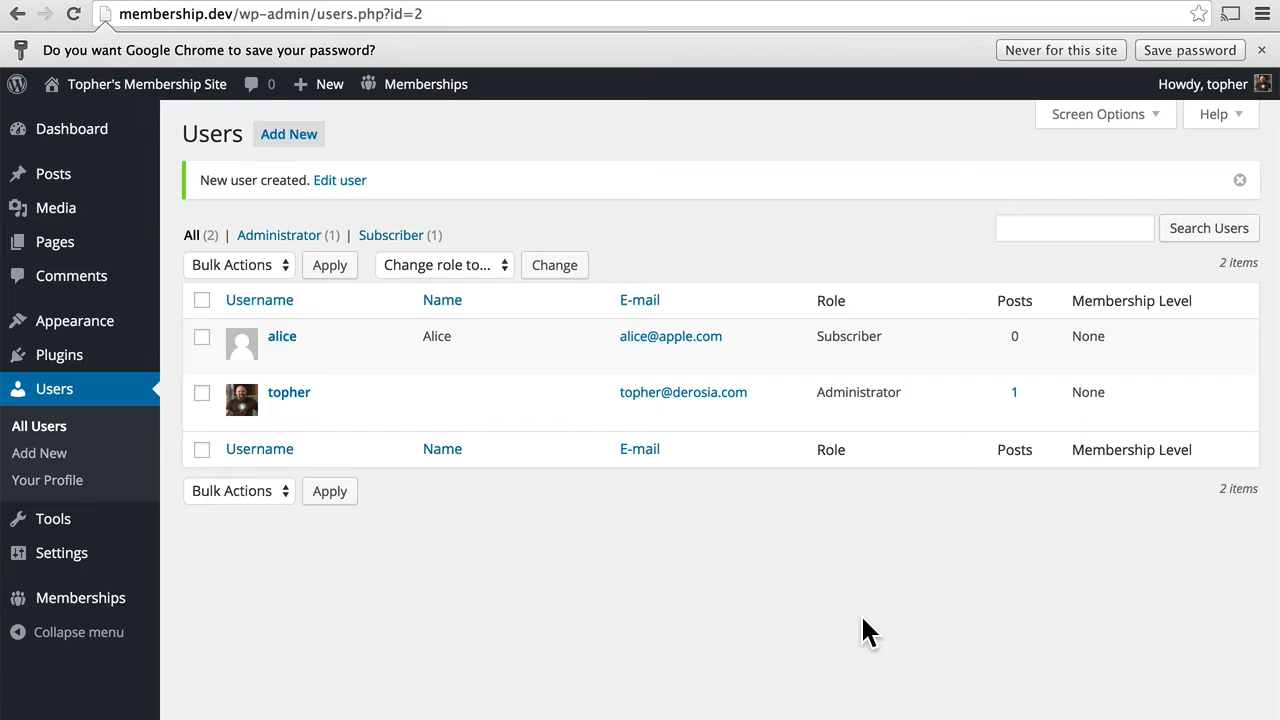 membership.dev/wp-admin/users.php?id=2
Do you want Google Chrome to save your password? Never for this site Save password ×
Topher's Membership Site 0 New Memberships Howdy, topher
Screen Options Help
Dashboard
Posts
Media
Pages
Comments
Appearance
Plugins
Users
All Users
Add New
Your Profile
Tools
Settings
Memberships
Collapse menu
Users Add New
New user created. Edit user
All (2) | Administrator (1) | Subscriber (1)
Search Users
Bulk Actions Apply Change role to... Change
2 items
Username Name E-mail Role Posts Membership Level
alice Alice alice@apple.com Subscriber 0 None
topher topher@derosia.com Administrator 1 None
Username Name E-mail Role Posts Membership Level
Bulk Actions Apply
2 items